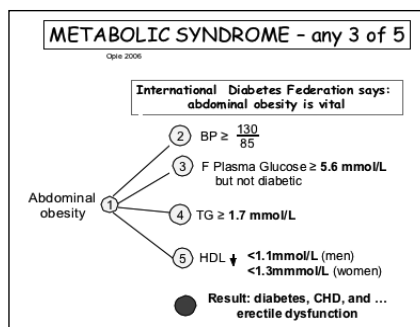 METABOLIC SYNDROME – any 3 of 5
Opie 2006
International Diabetes Federation says:
abdominal obesity is vital
2 BP ≥ 130
85
3 F Plasma Glucose ≥ 5.6 mmol/L
but not diabetic
Abdominal
obesity
1
4 TG ≥ 1.7 mmol/L
5 HDL ↓ <1.1mmol/L (men)
<1.3mmmol/L (women)
Result: diabetes, CHD, and ...
erectile dysfunction